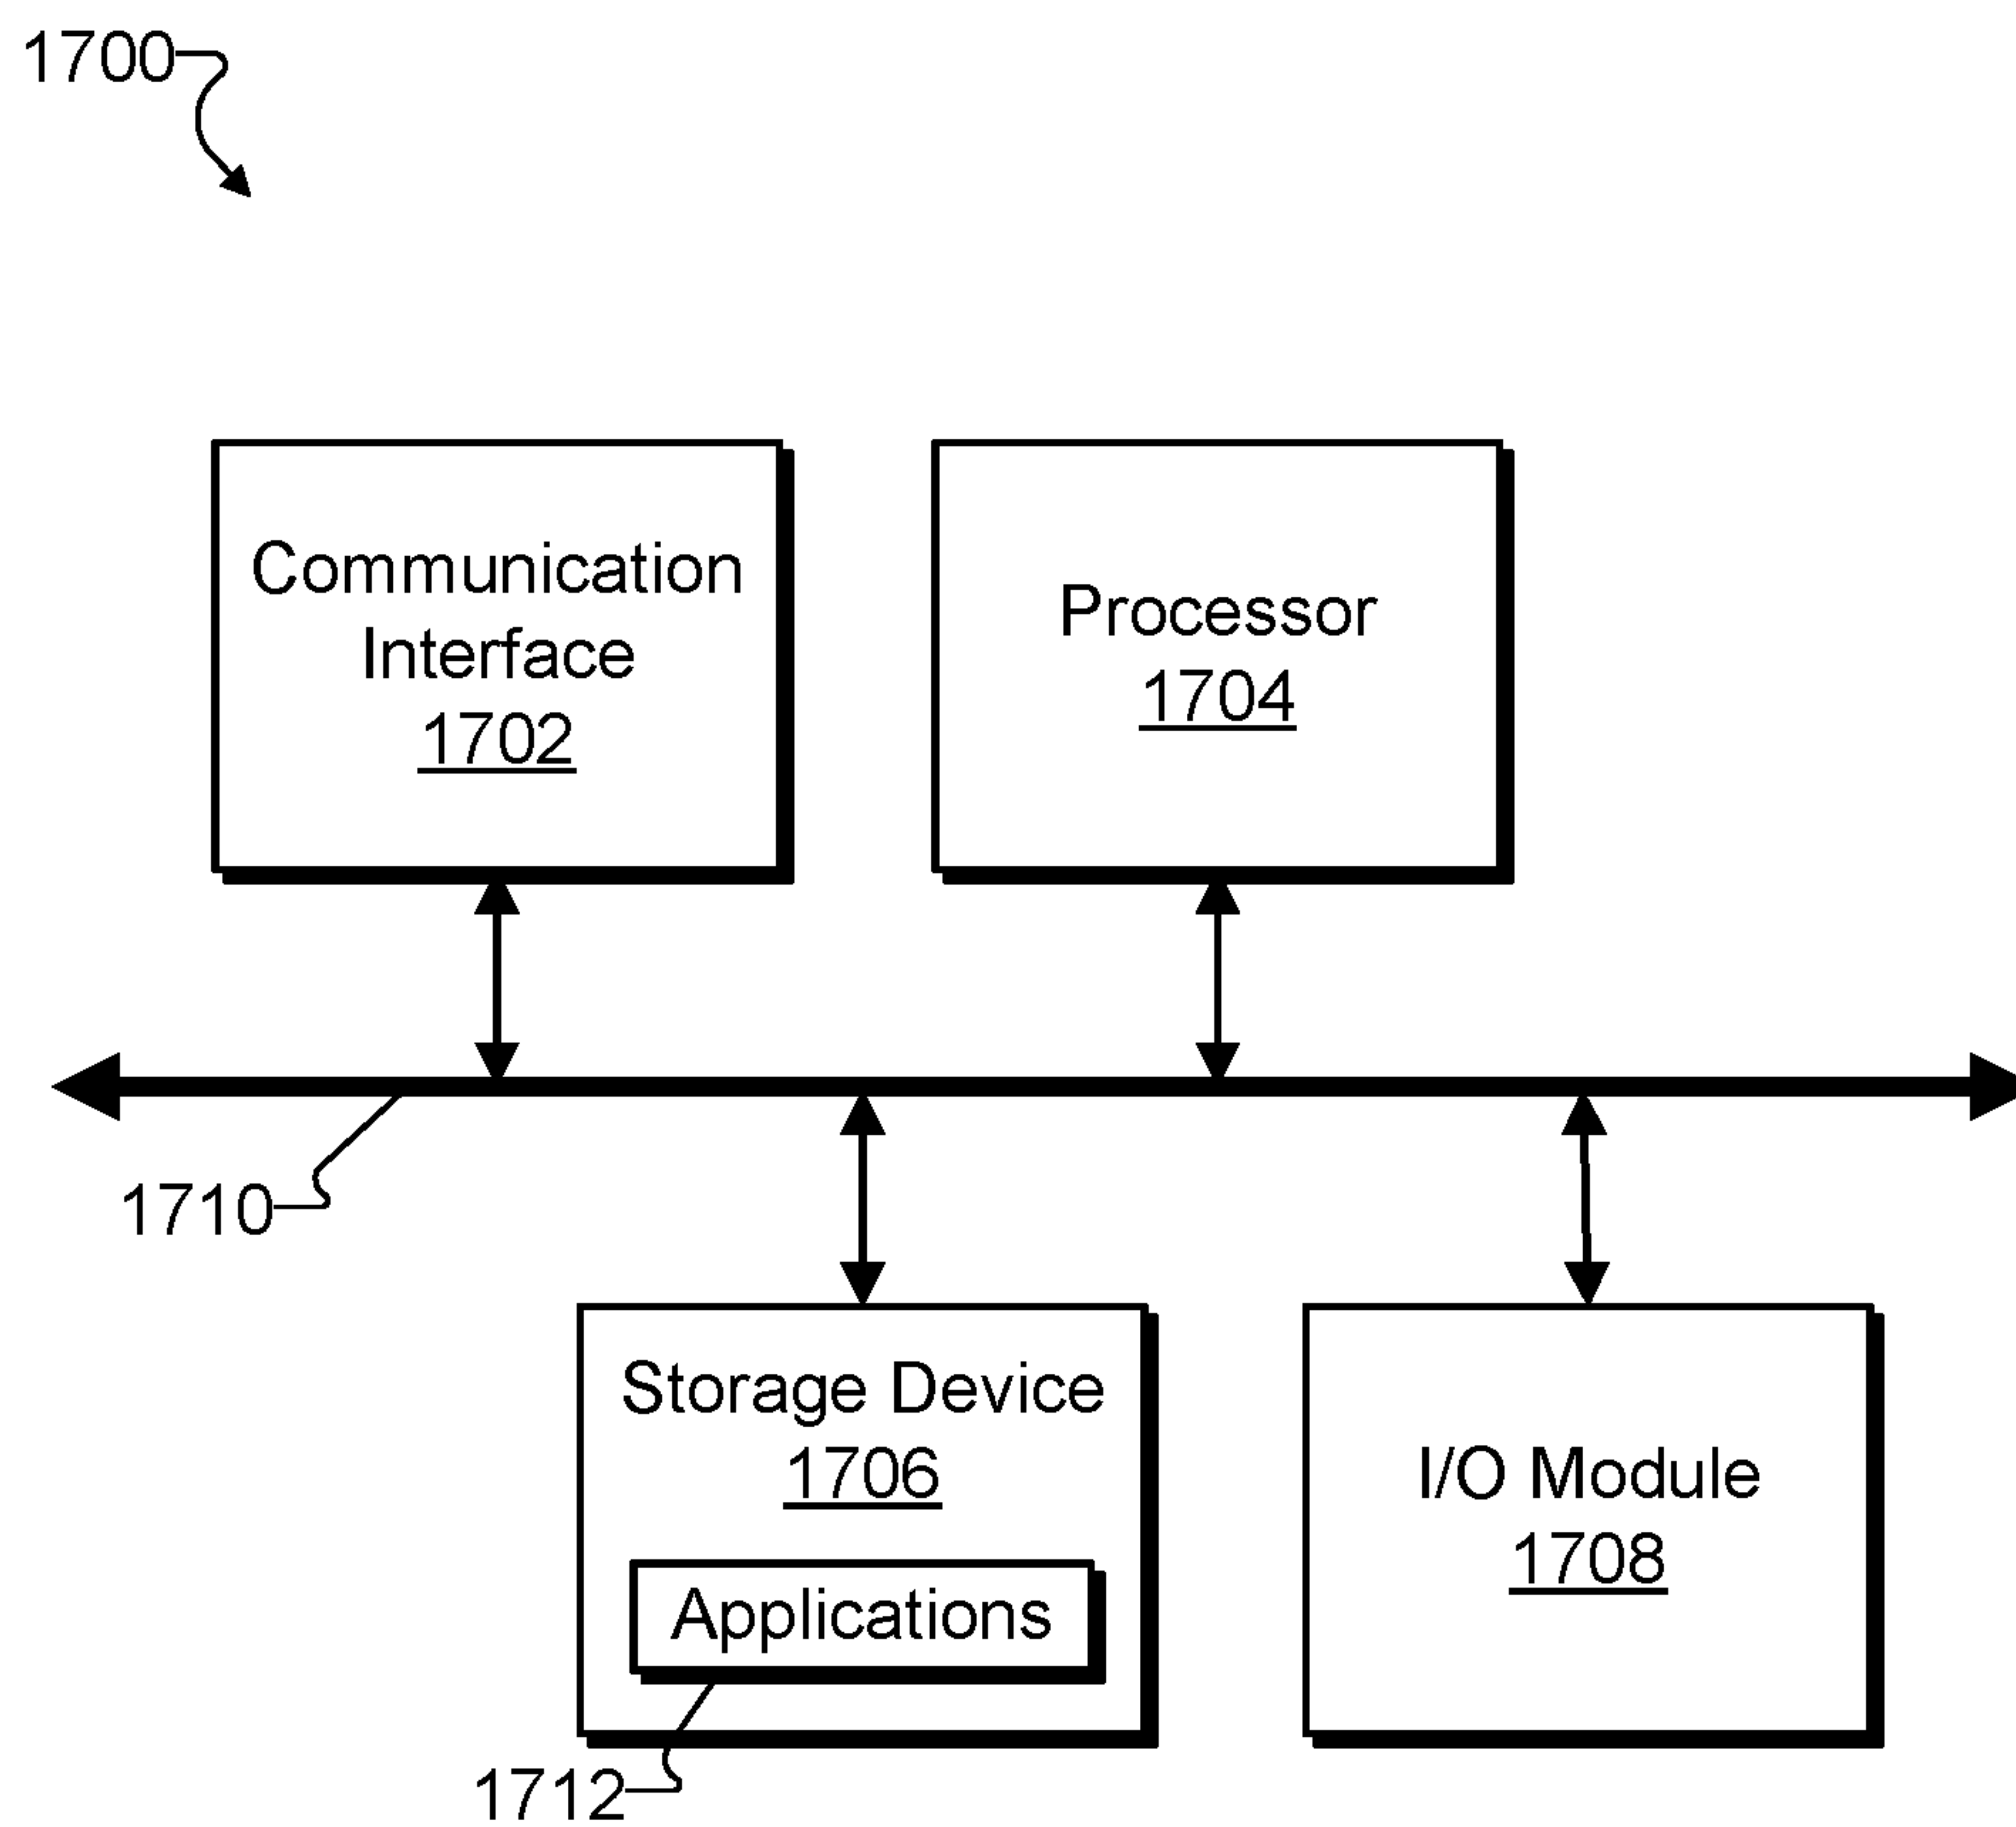 1700
Communication
Interface
1702
Processor
1704
1710
Storage Device
1706
Applications
1712
I/O Module
1708